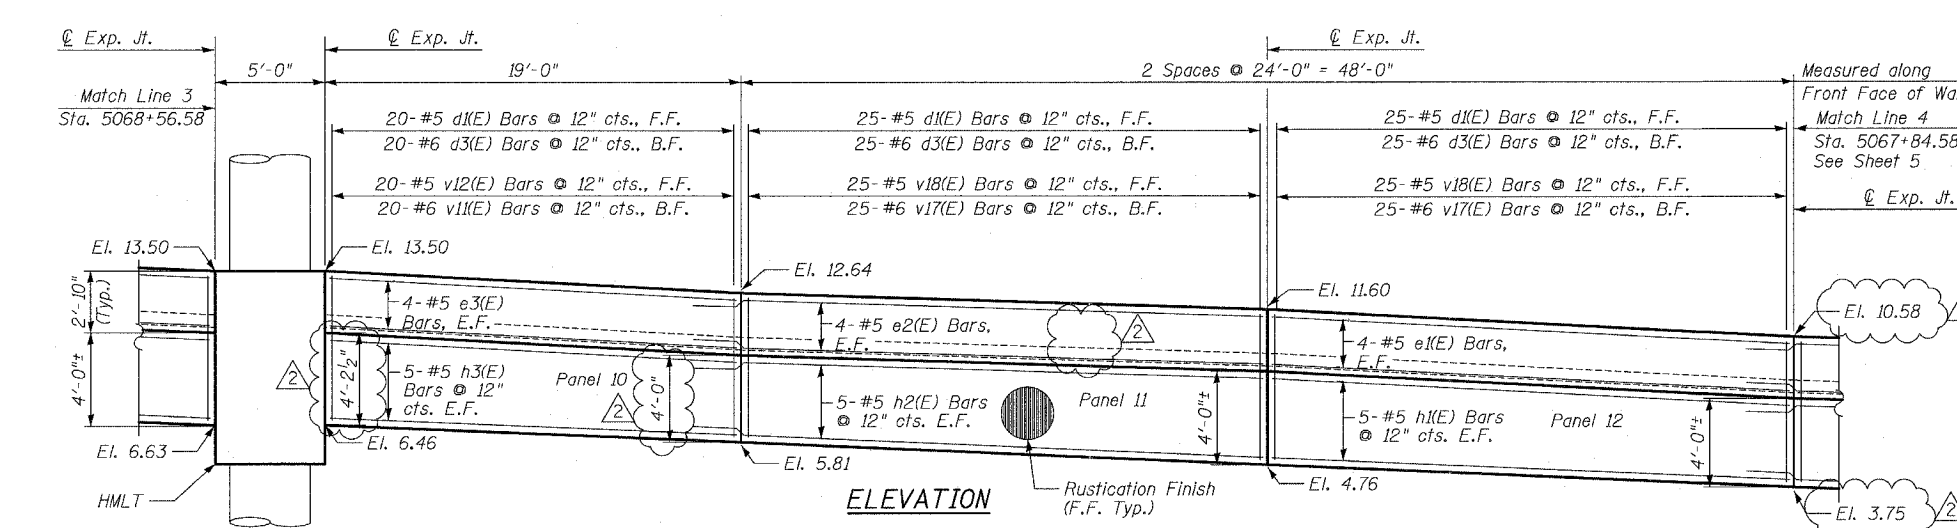 ℄ Exp. Jt.
℄ Exp. Jt.
℄ Exp. Jt.
5'-0"
19'-0"
2 Spaces @ 24'-0" = 48'-0"
Measured along
Front Face of Wa
Match Line 3
Sta. 5068+56.58
20-#5 d1(E) Bars @ 12" cts., F.F.
20-#6 d3(E) Bars @ 12" cts., B.F.
25-#5 d1(E) Bars @ 12" cts., F.F.
25-#6 d3(E) Bars @ 12" cts., B.F.
25-#5 d1(E) Bars @ 12" cts., F.F.
25-#6 d3(E) Bars @ 12" cts., B.F.
Match Line 4
Sta. 5067+84.58
See Sheet 5
20-#5 v12(E) Bars @ 12" cts., F.F.
20-#6 v11(E) Bars @ 12" cts., B.F.
25-#5 v18(E) Bars @ 12" cts., F.F.
25-#6 v17(E) Bars @ 12" cts., B.F.
25-#5 v18(E) Bars @ 12" cts., F.F.
25-#6 v17(E) Bars @ 12" cts., B.F.
℄ Exp. Jt.
El. 13.50
El. 13.50
El. 12.64
El. 11.60
El. 10.58
2'-10"
(Typ.)
4'-0"±
4-#5 e3(E)
Bars, E.F.
4-#5 e2(E) Bars,
E.F.
2
4-#5 e1(E) Bars,
E.F.
2
4'-2½"
5-#5 h3(E)
Bars @ 12"
cts. E.F.
Panel 10
2
4'-0"
5-#5 h2(E) Bars
@ 12" cts. E.F.
Panel 11
4'-0"±
5-#5 h1(E) Bars
@ 12" cts. E.F.
Panel 12
4'-0"±
El. 6.63
El. 6.46
El. 5.81
El. 4.76
El. 3.75
2
HMLT
ELEVATION
Rustication Finish
(F.F. Typ.)